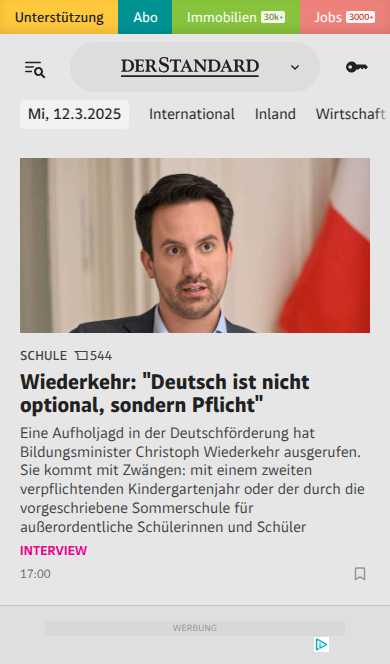 Unterstützung Abo Immobilien 30k+ Jobs 3000+
DERSTANDARD
Mi, 12.3.2025 International Inland Wirtschaft
SCHULE 544
Wiederkehr: "Deutsch ist nicht
optional, sondern Pflicht"
Eine Aufholjagd in der Deutschförderung hat
Bildungsminister Christoph Wiederkehr ausgerufen.
Sie kommt mit Zwängen: mit einem zweiten
verpflichtenden Kindergartenjahr oder der durch die
vorgeschriebene Sommerschule für
außerordentliche Schülerinnen und Schüler
INTERVIEW
17:00
WERBUNG